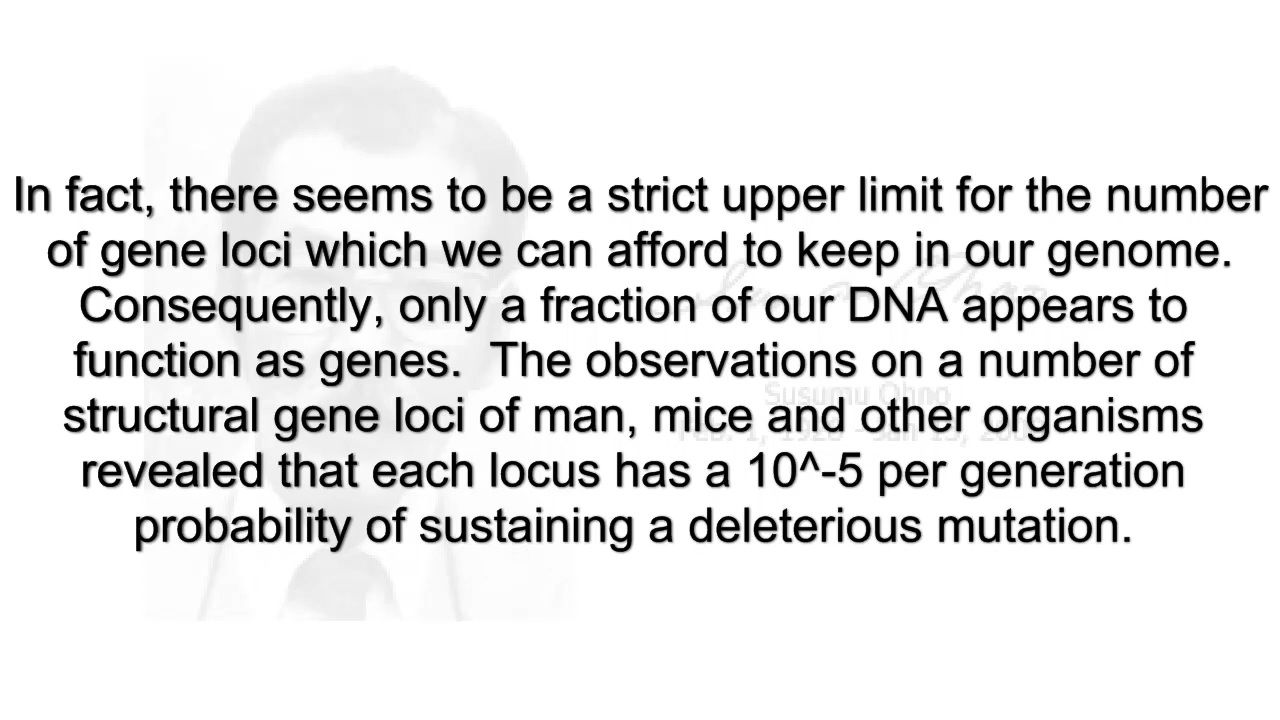 In fact, there seems to be a strict upper limit for the number
of gene loci which we can afford to keep in our genome.
Consequently, only a fraction of our DNA appears to
function as genes.  The observations on a number of
structural gene loci of man, mice and other organisms
revealed that each locus has a 10^-5 per generation
probability of sustaining a deleterious mutation.
Susumu Ohno